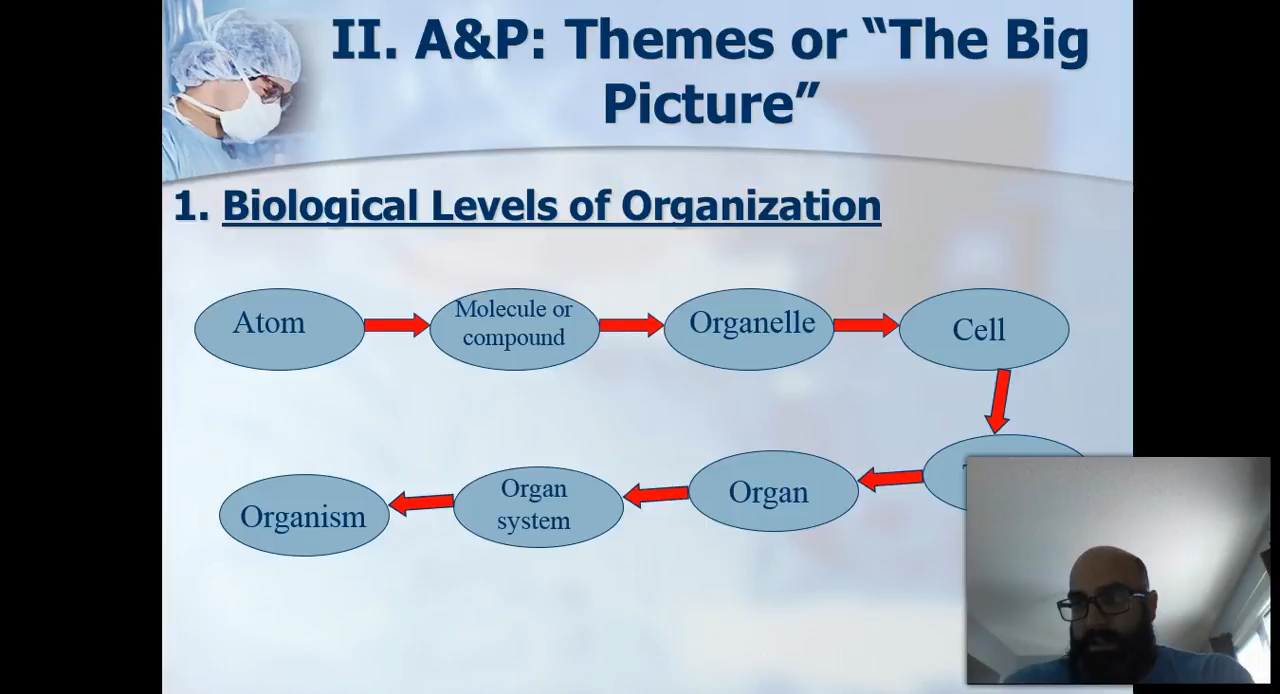 II. A&P: Themes or “The Big
Picture”
1. Biological Levels of Organization
Atom
Molecule or
compound
Organelle
Cell
Organ
Organ
system
Organism